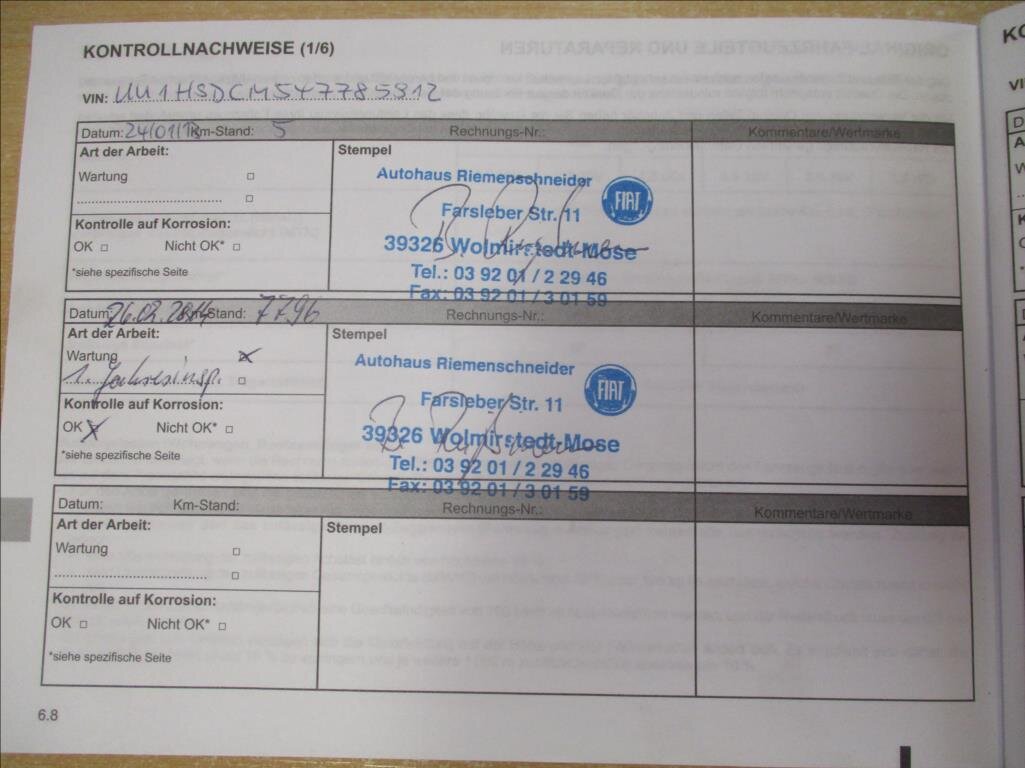 KONTROLLNACHWEISE (1/6)
VIN: UU1HSDCM547785912
Datum: 24/01/13 Km-Stand: 5 Rechnungs-Nr.: Kommentare/Wertmarke
Art der Arbeit:
Wartung
Kontrolle auf Korrosion:
OK Nicht OK*
*siehe spezifische Seite
Stempel
Autohaus Riemenschneider
FIAT
Farsleber Str. 11
39326 Wolmirstedt-Mose
Tel.: 03 92 01 / 2 29 46
Fax: 03 92 01 / 3 01 59
Datum: 26.02.2014 Km-Stand: 7796 Rechnungs-Nr.: Kommentare/Wertmarke
Art der Arbeit:
Wartung x
1. Jahresinsp.
Kontrolle auf Korrosion:
OK x Nicht OK*
*siehe spezifische Seite
Stempel
Autohaus Riemenschneider
FIAT
Farsleber Str. 11
39326 Wolmirstedt-Mose
Tel.: 03 92 01 / 2 29 46
Fax: 03 92 01 / 3 01 59
Datum: Km-Stand: Rechnungs-Nr.: Kommentare/Wertmarke
Art der Arbeit:
Wartung
Kontrolle auf Korrosion:
OK Nicht OK*
*siehe spezifische Seite
Stempel
6.8